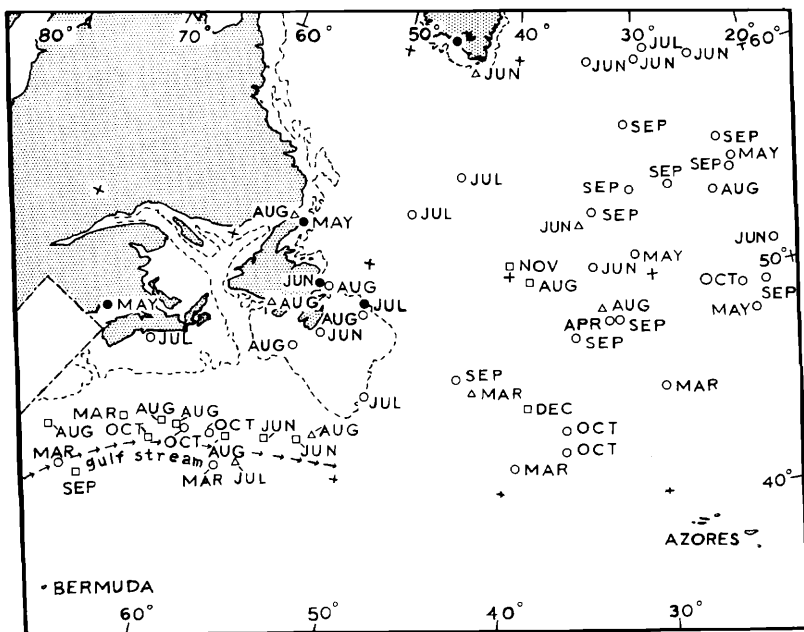 80° 70° 60° 50° 40° 30° 20° 60°
JUL
JUN JUN JUN
JUN
SEP SEP
MAY
SEP
SEP
JUL SEP AUG
AUG MAY JUL SEP
JUN
JUN
50°
MAY
NOV JUN
JUN AUG AUG OCT
SEP
MAY AUG JUL AUG MAY
AUG APR SEP
JUL JUN SEP
AUG
SEP MAR
JUL MAR
DEC
MAR AUG AUG OCT JUN AUG
AUG OCT OCT JUN OCT
MAR gulf stream AUG OCT
SEP MAR JUL MAR
40°
AZORES
BERMUDA
60° 50° 40° 30°